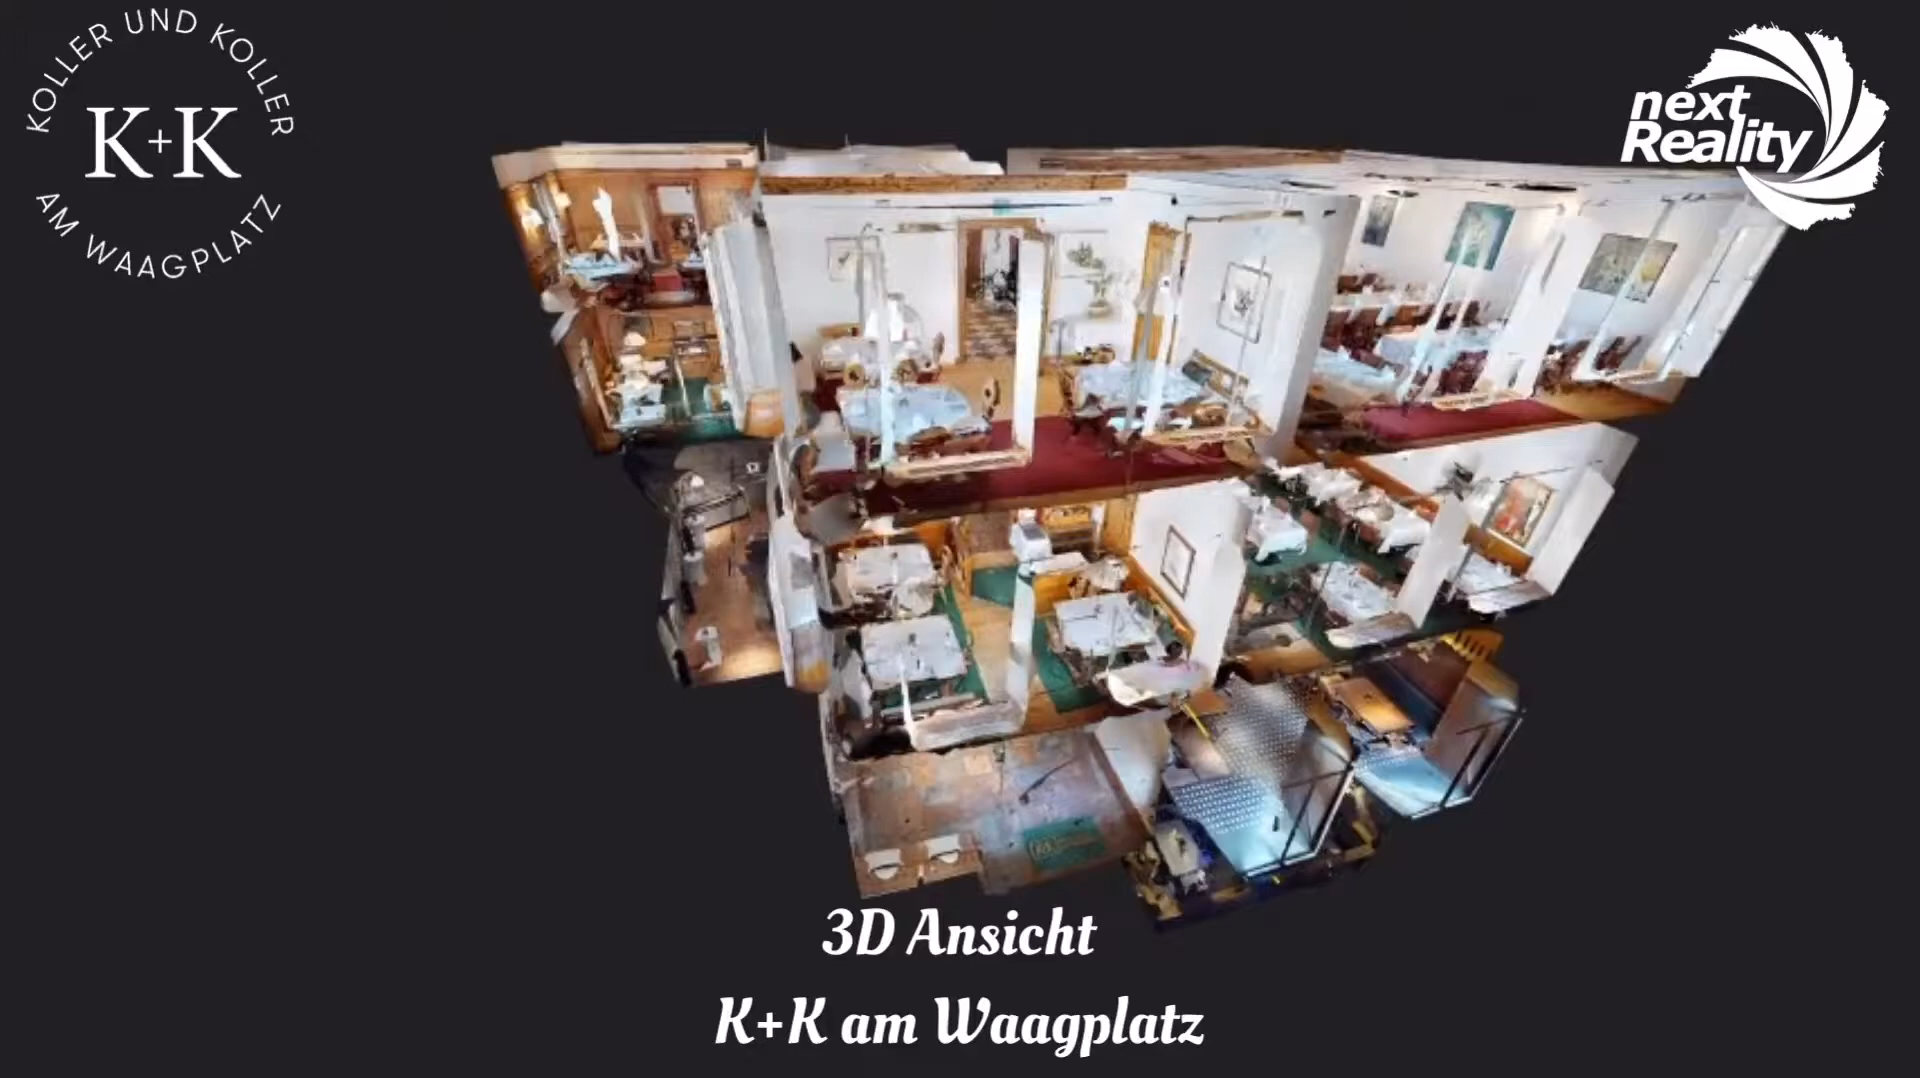 KOLLER UND KOLLER
K+K
AM WAAGPLATZ
next
Reality
3D Ansicht
K+K am Waagplatz